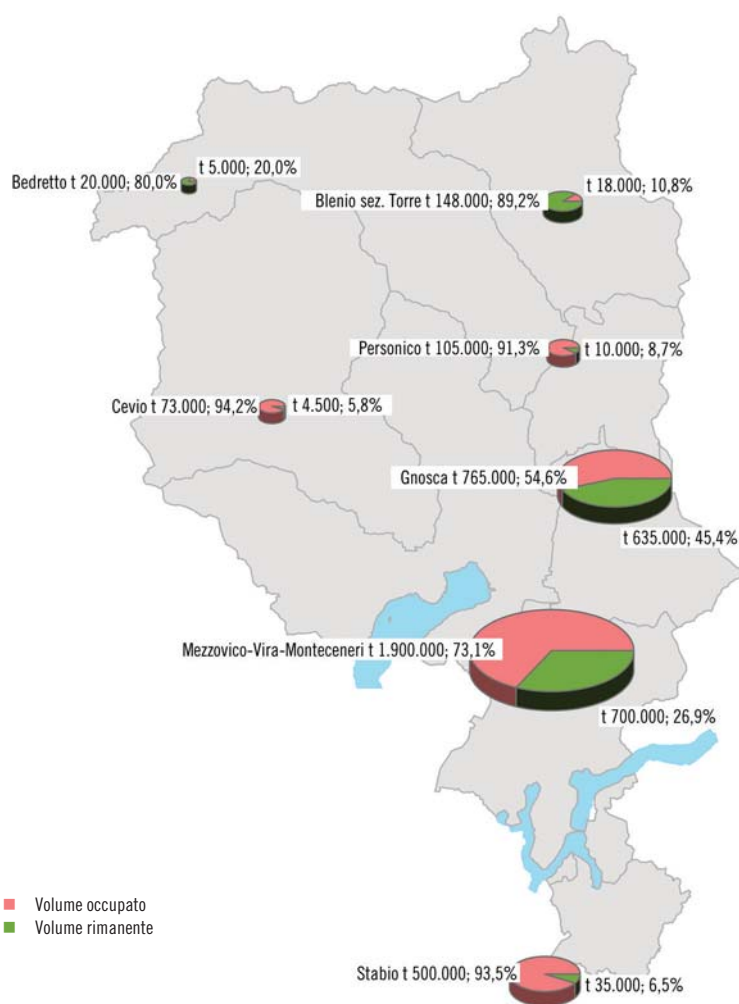 t 5.000; 20,0%
Bedretto t 20.000; 80,0%
t 18.000; 10,8%
Blenio sez. Torre t 148.000; 89,2%
Personico t 105.000; 91,3%
t 10.000; 8,7%
Cevio t 73.000; 94,2%
t 4.500; 5,8%
Gnosca t 765.000; 54,6%
t 635.000; 45,4%
Mezzovico-Vira-Monteceneri t 1.900.000; 73,1%
t 700.000; 26,9%
Volume occupato
Volume rimanente
Stabio t 500.000; 93,5%
t 35.000; 6,5%